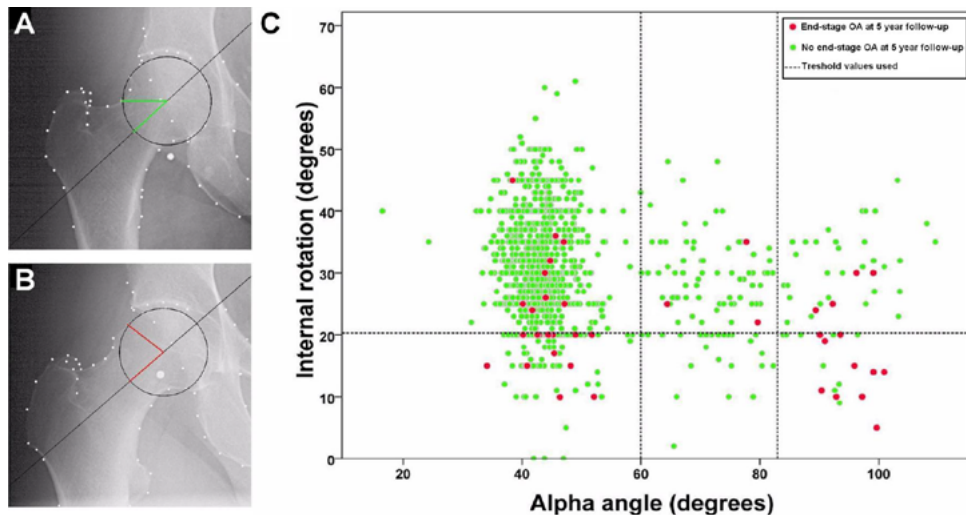 A
B
C
Internal rotation (degrees)
70
60
50
40
30
20
10
0
20
40
60
80
100
Alpha angle (degrees)
End-stage OA at 5 year follow-up
No end-stage OA at 5 year follow-up
Treshold values used